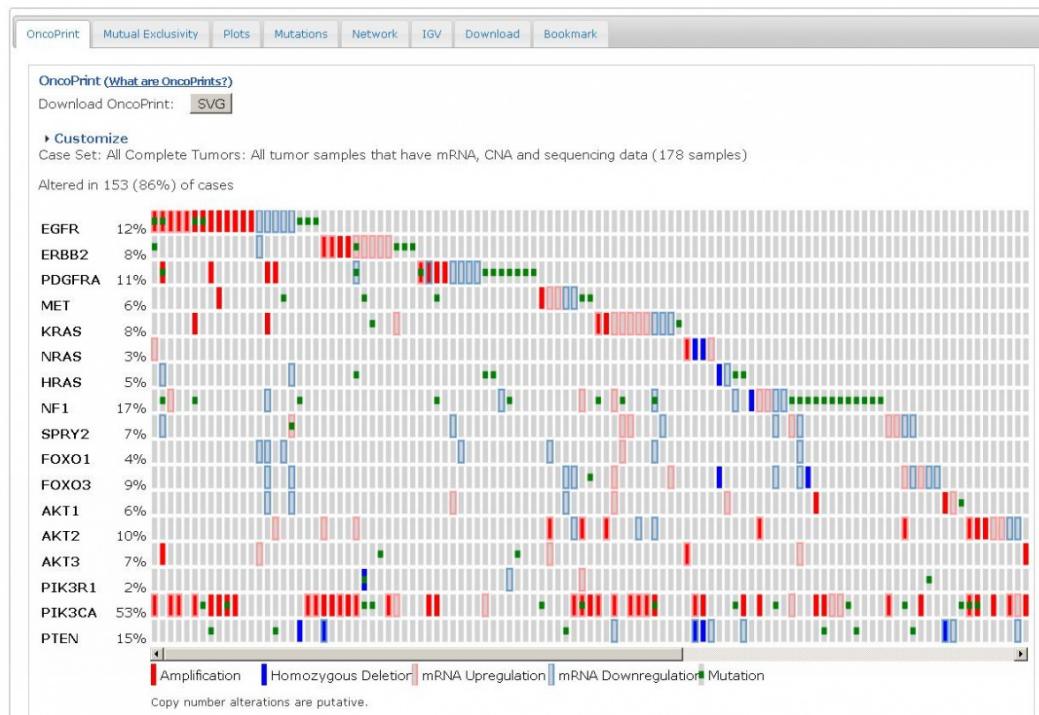 OncoPrint Mutual Exclusivity Plots Mutations Network IGV Download Bookmark
OncoPrint (What are OncoPrints?)
Download OncoPrint: SVG
Customize
Case Set: All Complete Tumors: All tumor samples that have mRNA, CNA and sequencing data (178 samples)
Altered in 153 (86%) of cases
EGFR 12%
ERBB2 8%
PDGFRA 11%
MET 6%
KRAS 8%
NRAS 3%
HRAS 5%
NF1 17%
SPRY2 7%
FOXO1 4%
FOXO3 9%
AKT1 6%
AKT2 10%
AKT3 7%
PIK3R1 2%
PIK3CA 53%
PTEN 15%
Amplification Homozygous Deletion mRNA Upregulation mRNA Downregulation Mutation
Copy number alterations are putative.